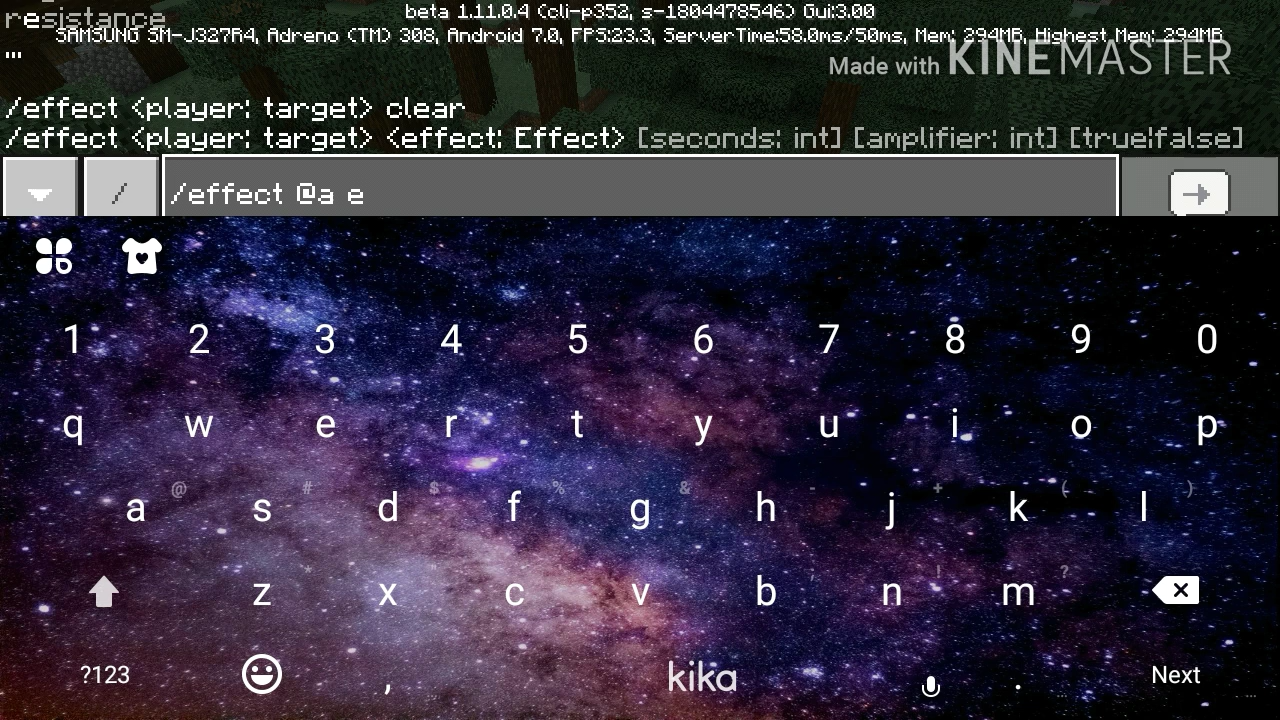 resistance
beta 1.11.0.4 (cli-p352, s-1804478546) Gui:3.00
SAMSUNG SM-J327R4, Adreno (TM) 308, Android 7.0, FPS:23.3, ServerTime:58.0ms/50ms, Mem: 294MB, Highest Mem: 294MB
...
Made with KINEMASTER
/effect <player: target> clear
/effect <player: target> <effect: Effect> [seconds: int] [amplifier: int] [true|false]
/ /effect @a e
1 2 3 4 5 6 7 8 9 0
q w e r t y u i o p
@ # $ % & - + ( )
a s d f g h j k l
* ! ?
z x c v b n m
?123 , kika . Next